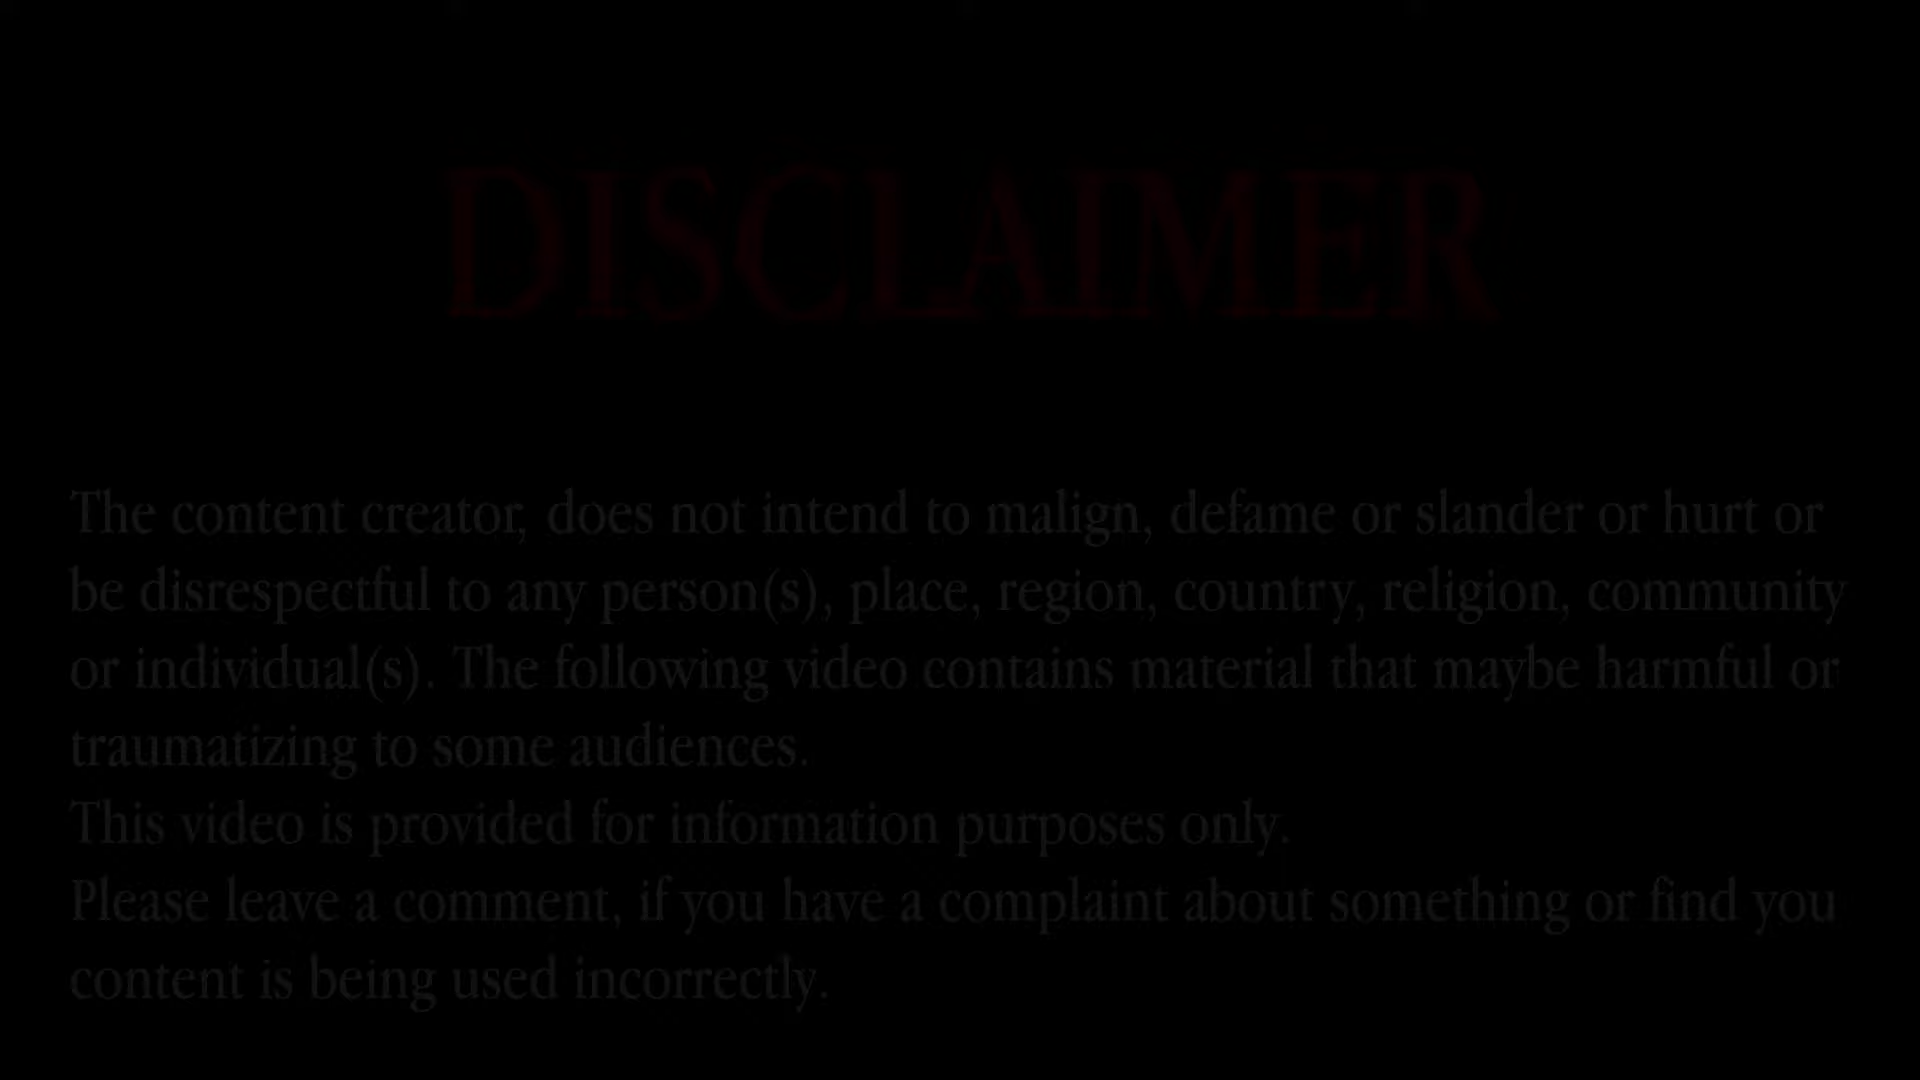 DISCLAIMER
The content creator, does not intend to malign, defame or slander or hurt or
be disrespectful to any person(s), place, region, country, religion, community
or individual(s). The following video contains material that maybe harmful or
traumatizing to some audiences.
This video is provided for information purposes only.
Please leave a comment, if you have a complaint about something or find you
content is being used incorrectly.